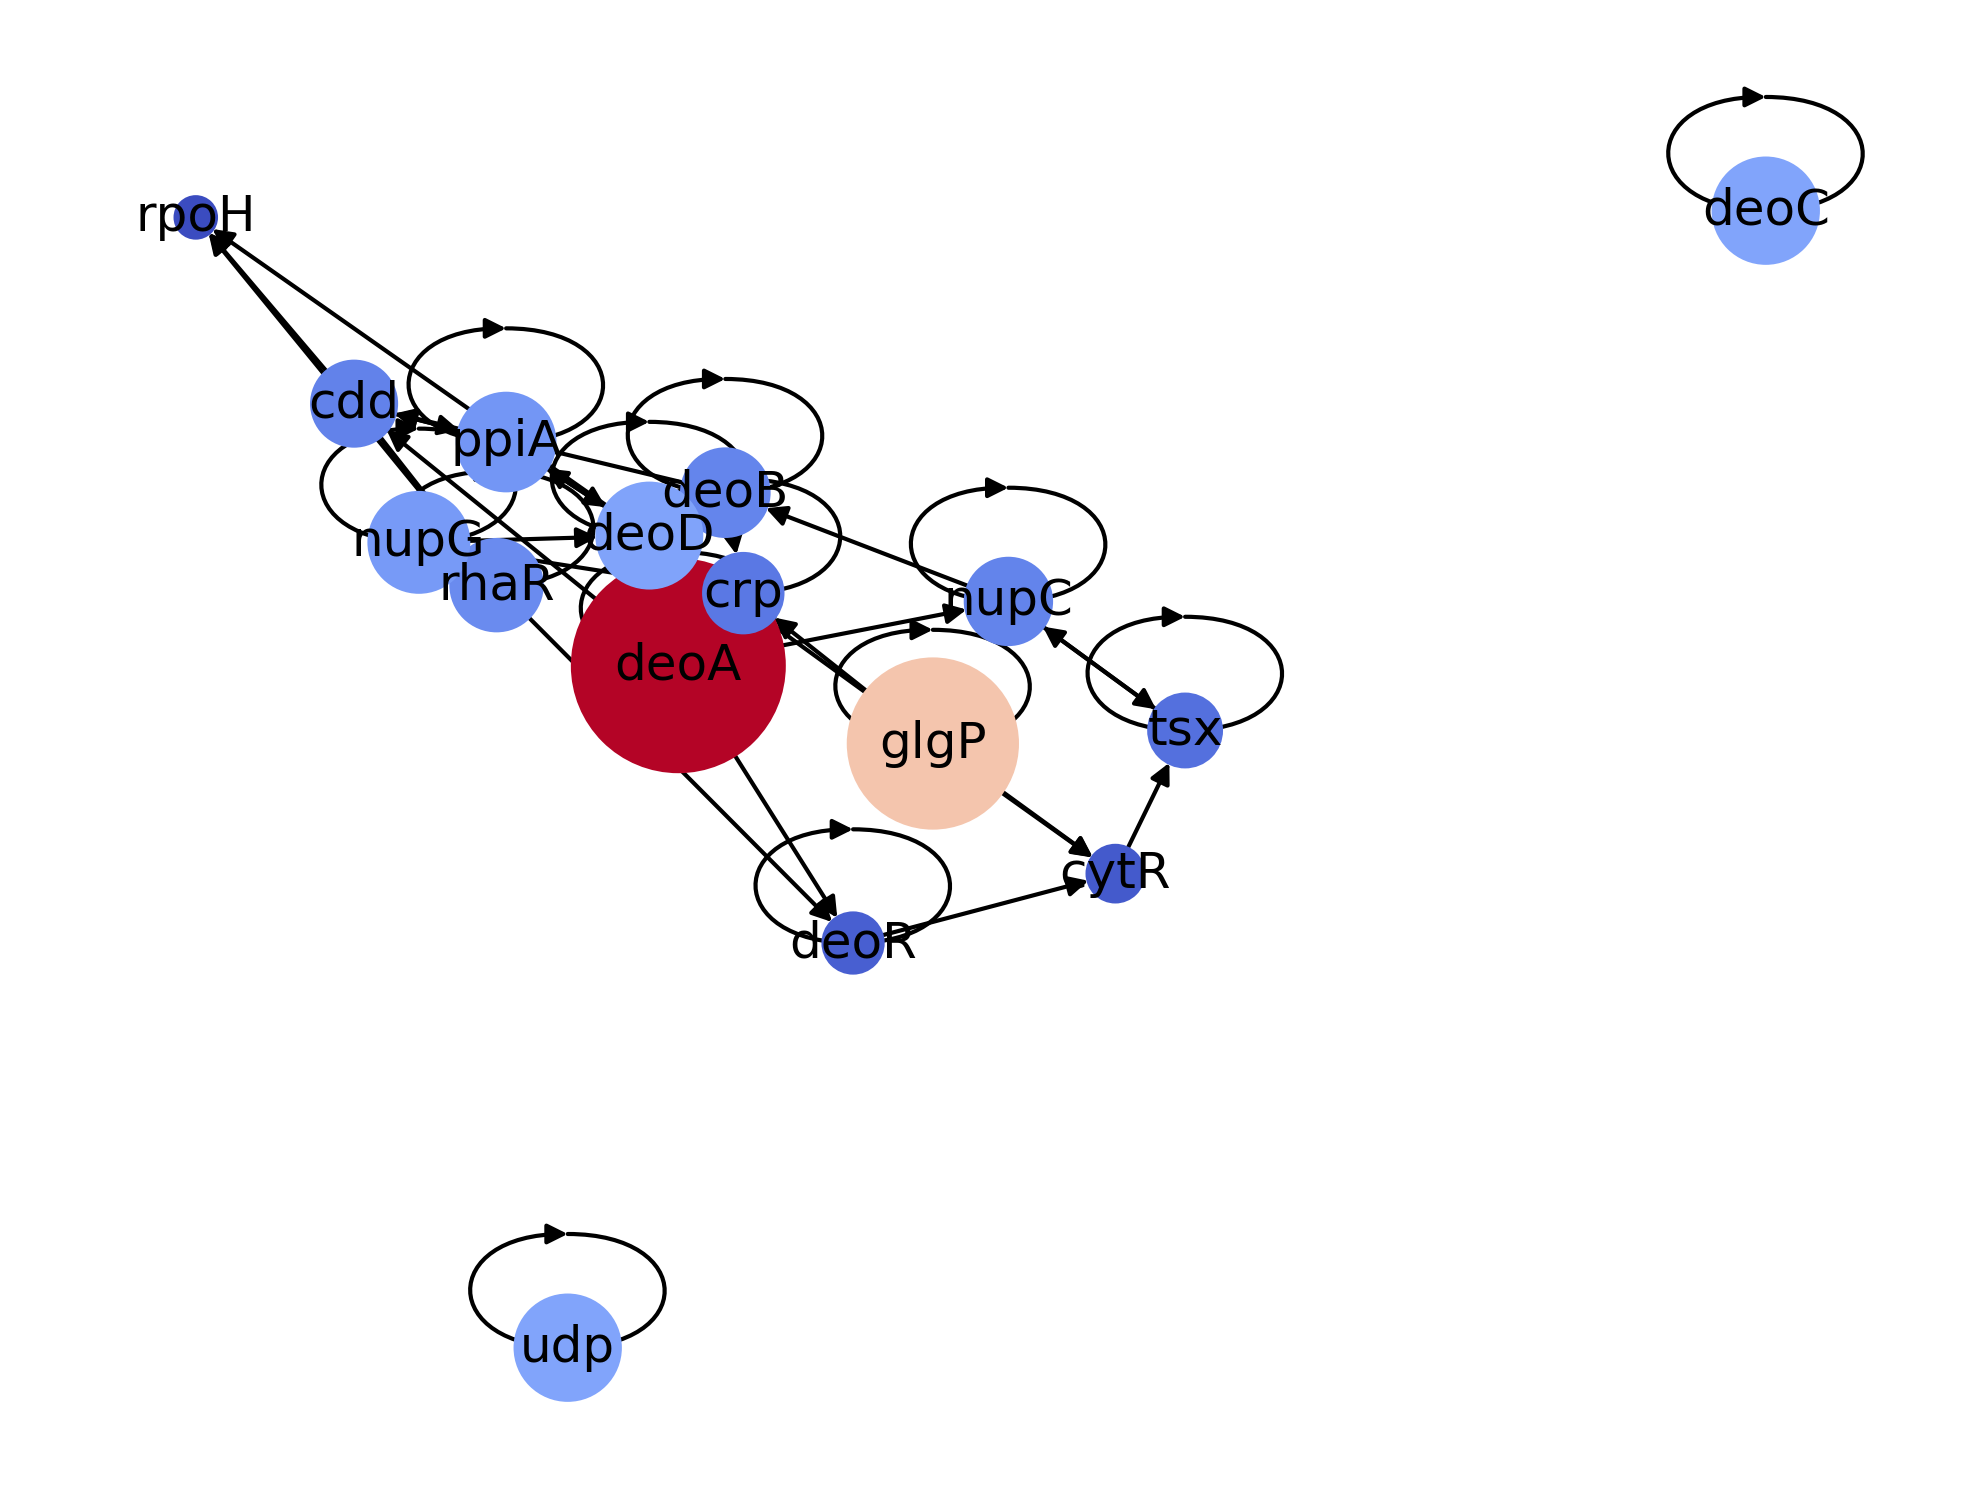 deoC
rpoH
cdd
ppiA
deoB
deoD
nupG
rhaR
crp
nupC
deoA
tsx
glgP
cytR
deoR
udp